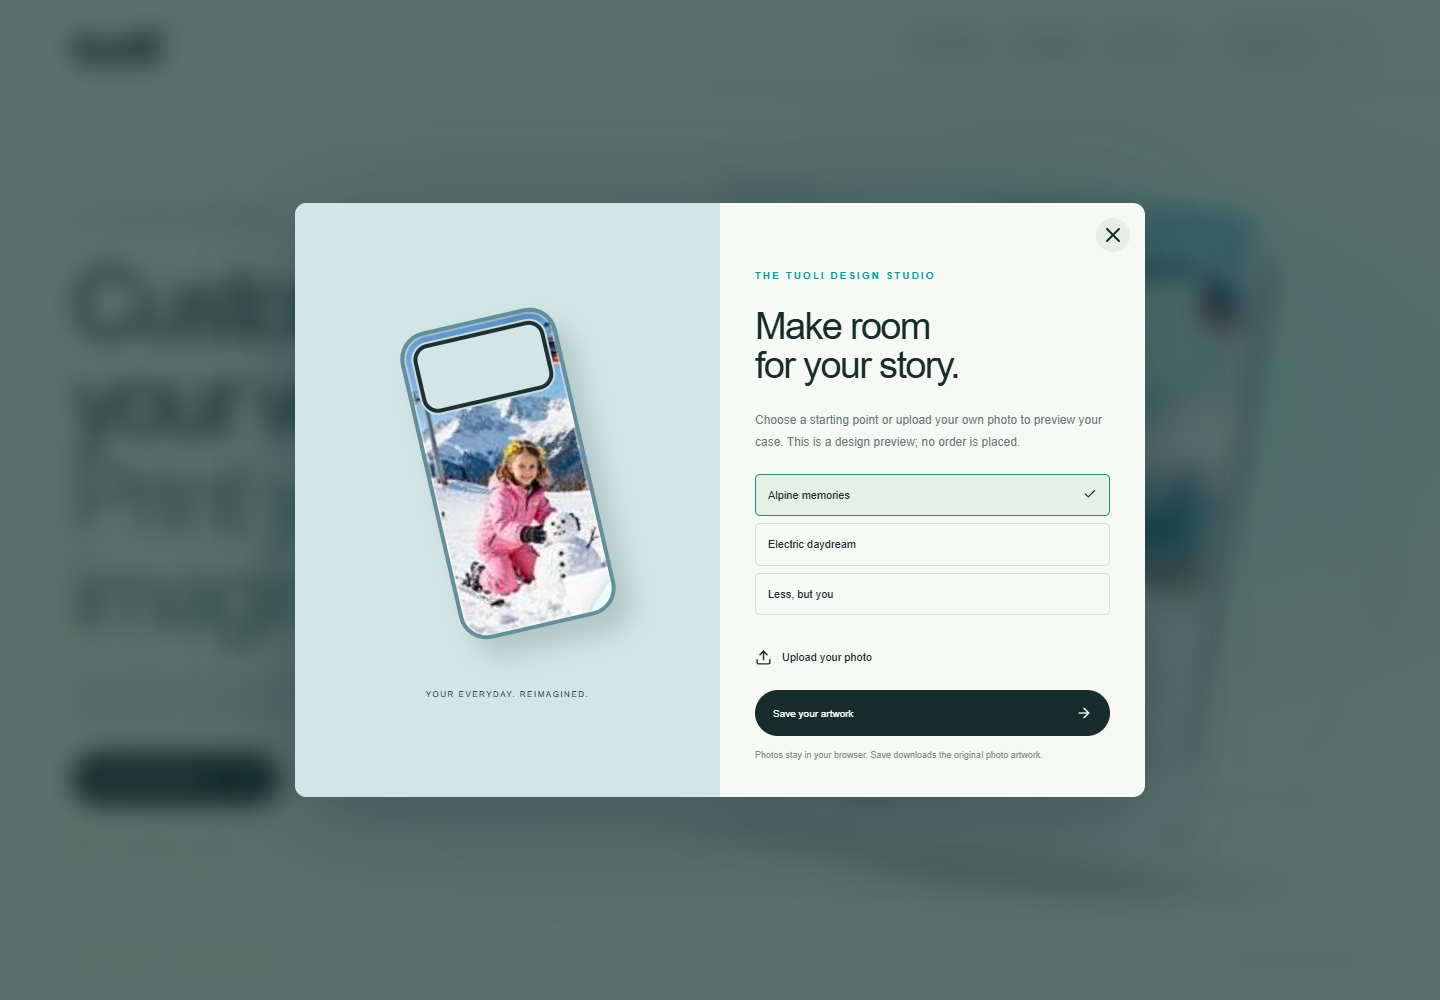 tuoli
THE TUOLI DESIGN STUDIO
Make room
for your story.
Choose a starting point or upload your own photo to preview your
case. This is a design preview; no order is placed.
Alpine memories
Electric daydream
Less, but you
Upload your photo
Save your artwork
Photos stay in your browser. Save downloads the original photo artwork.
YOUR EVERYDAY. REIMAGINED.